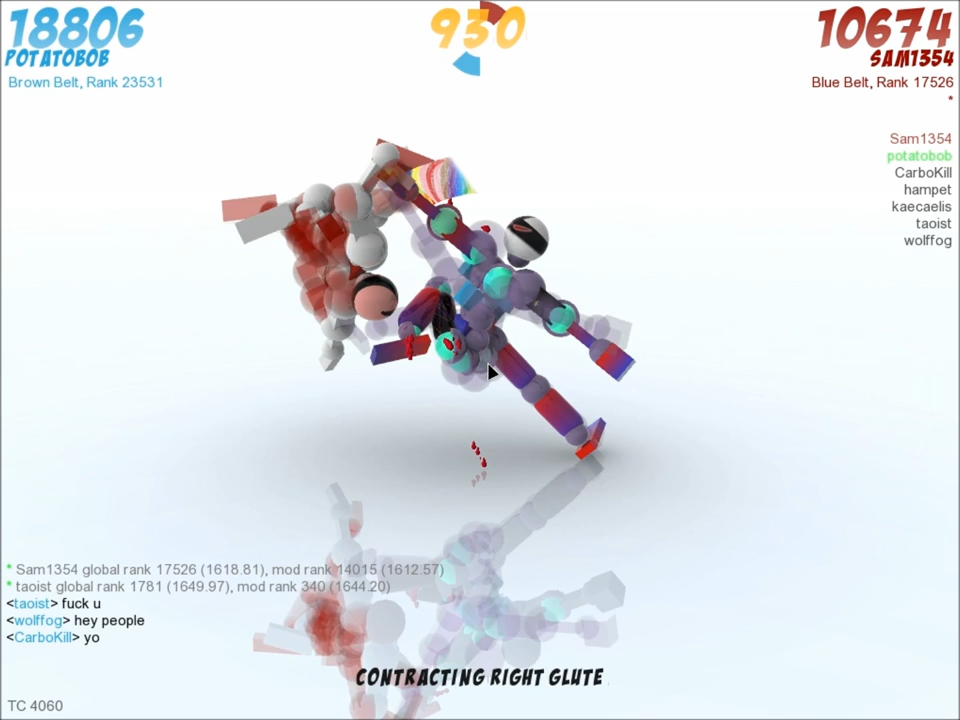 18806
POTATOBOB
Brown Belt, Rank 23531
930
10674
SAM1354
Blue Belt, Rank 17526
*
Sam1354
potatobob
CarboKill
hampet
kaecaelis
taoist
wolffog
* Sam1354 global rank 17526 (1618.81), mod rank 14015 (1612.57)
* taoist global rank 1781 (1649.97), mod rank 340 (1644.20)
<taoist> fuck u
<wolffog> hey people
<CarboKill> yo
CONTRACTING RIGHT GLUTE
TC 4060